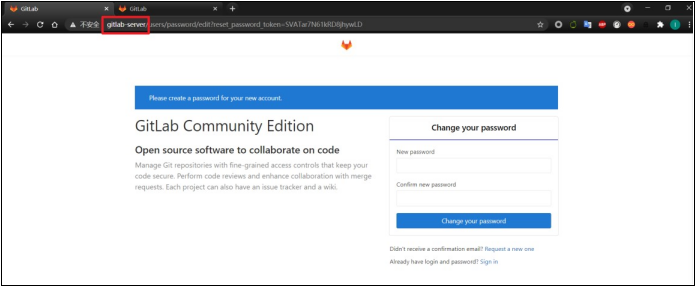 GitLab
GitLab
不安全 gitlab-server/users/password/edit?reset_password_token=SVATar7N61kRD8jhywLD
Please create a password for your new account.
GitLab Community Edition
Open source software to collaborate on code
Manage Git repositories with fine-grained access controls that keep your
code secure. Perform code reviews and enhance collaboration with merge
requests. Each project can also have an issue tracker and a wiki.
Change your password
New password
Confirm new password
Change your password
Didn't receive a confirmation email? Request a new one
Already have login and password? Sign in